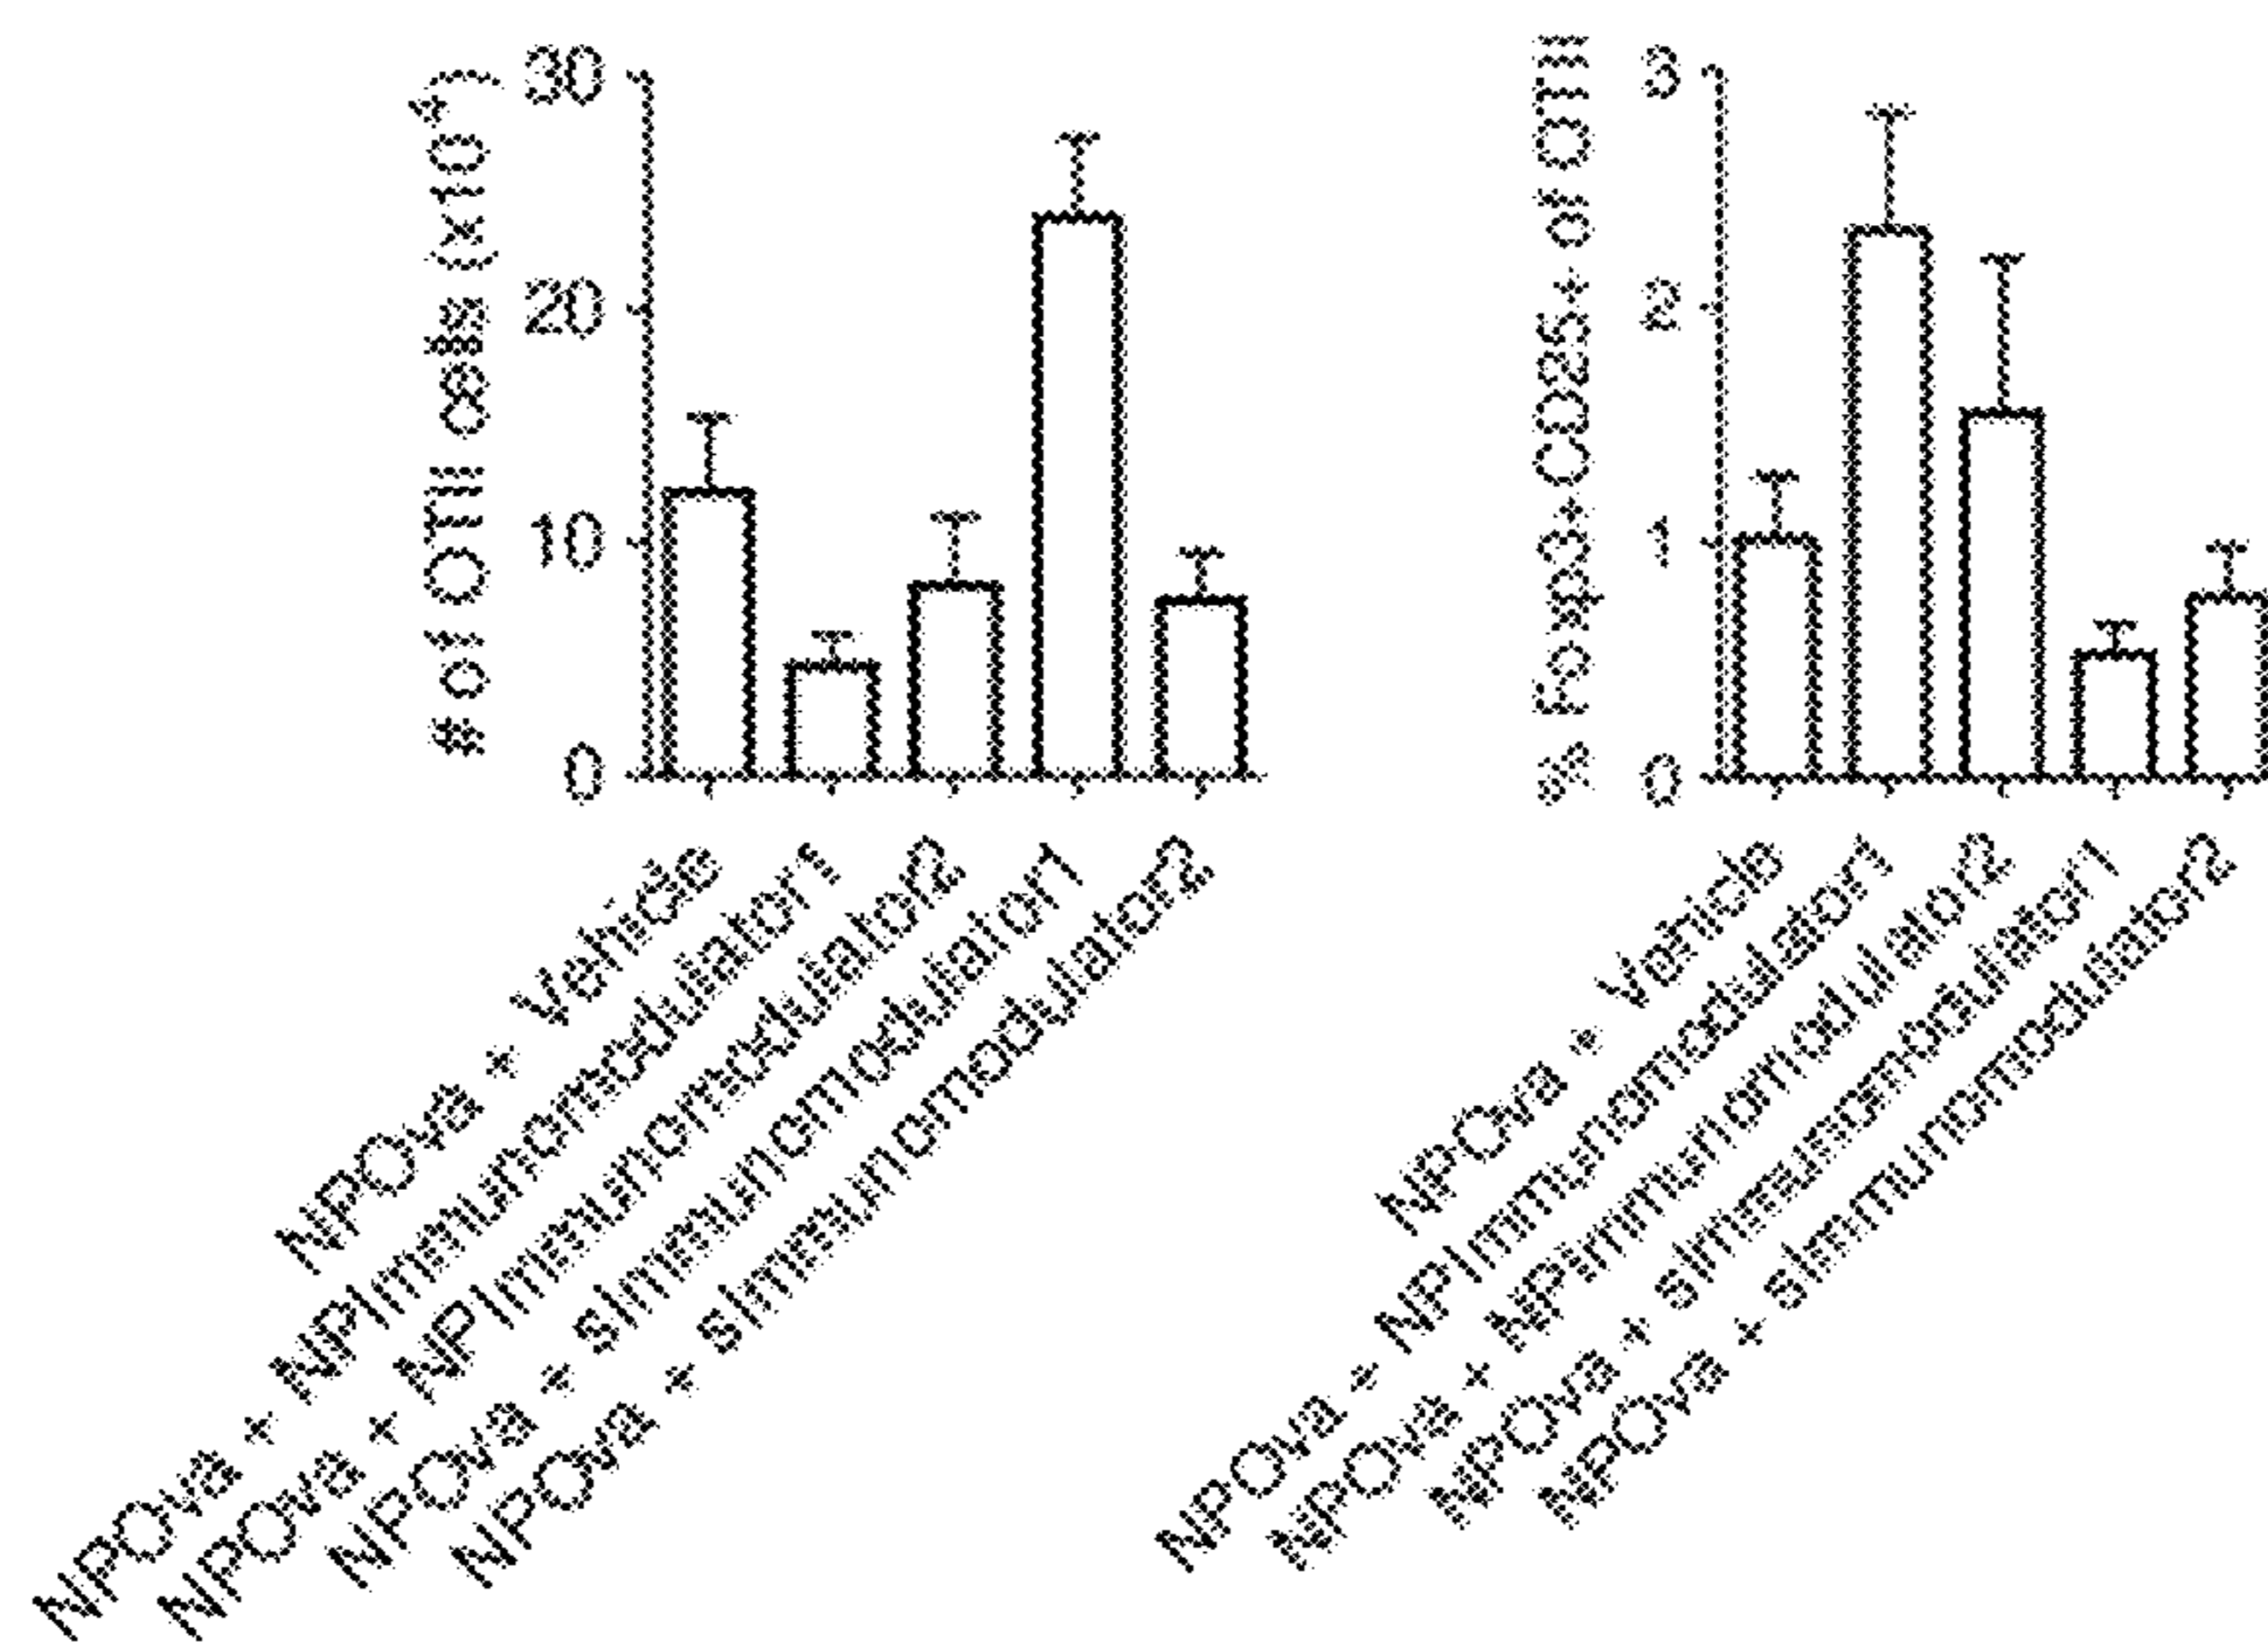 # of OTII cells (x10⁴)
30
20
10
0
NPOva + Vehicle
NPOva + NPImmunomodulator1
NPOva + NPImmunomodulator2
NPOva + sImmunomodulator1
NPOva + sImmunomodulator2
% Foxp3+CD25+ of OTII
3
2
1
0
NPOva + Vehicle
NPOva + NPImmunomodulator1
NPOva + NPImmunomodulator2
NPOva + sImmunomodulator1
NPOva + sImmunomodulator2